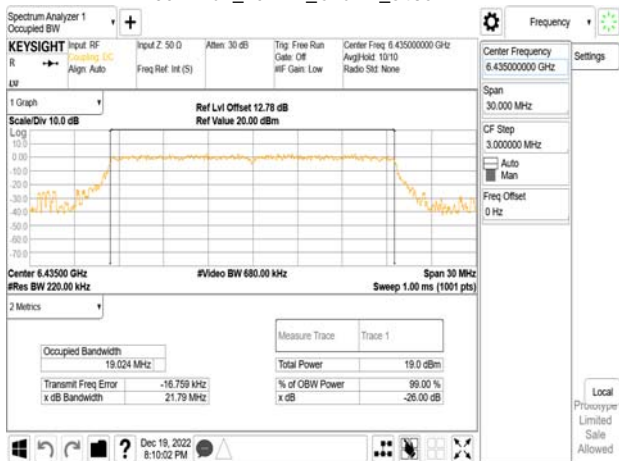 Spectrum Analyzer 1
Occupied BW
Frequency
KEYSIGHT
R
Input: RF
Coupling: DC
Align: Auto
Input Z: 50 Ω
Freq Ref: Int (S)
Atten: 30 dB
Trig: Free Run
Gate: Off
#IF Gain: Low
Center Freq: 6.435000000 GHz
Avg|Hold: 10/10
Radio Std: None
Center Frequency
6.435000000 GHz
Settings
Span
30.000 MHz
CF Step
3.000000 MHz
Auto
Man
Freq Offset
0 Hz
1 Graph
Scale/Div 10.0 dB
Ref Lvl Offset 12.78 dB
Ref Value 20.00 dBm
Log
10.0
0.00
-10.0
-20.0
-30.0
-40.0
-50.0
-60.0
-70.0
Center 6.43500 GHz
#Res BW 220.00 kHz
#Video BW 680.00 kHz
Span 30 MHz
Sweep 1.00 ms (1001 pts)
2 Metrics
Measure Trace Trace 1
Occupied Bandwidth
19.024 MHz
Total Power 19.0 dBm
Transmit Freq Error -16.759 kHz
% of OBW Power 99.00 %
x dB Bandwidth 21.79 MHz
x dB -26.00 dB
Local
Prototype
Limited
Sale
Allowed
Dec 19, 2022
8:10:02 PM